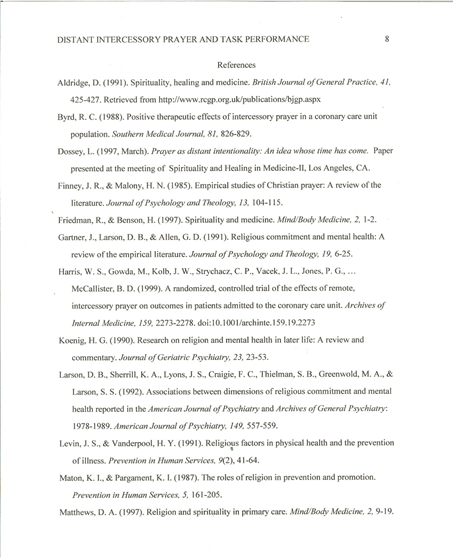 DISTANT INTERCESSORY PRAYER AND TASK PERFORMANCE 8
References
Aldridge, D. (1991). Spirituality, healing and medicine. British Journal of General Practice, 41,
425-427. Retrieved from http://www.rcgp.org.uk/publications/bjgp.aspx
Byrd, R. C. (1988). Positive therapeutic effects of intercessory prayer in a coronary care unit
population. Southern Medical Journal, 81, 826-829.
Dossey, L. (1997, March). Prayer as distant intentionality: An idea whose time has come. Paper
presented at the meeting of Spirituality and Healing in Medicine-II, Los Angeles, CA.
Finney, J. R., & Malony, H. N. (1985). Empirical studies of Christian prayer: A review of the
literature. Journal of Psychology and Theology, 13, 104-115.
Friedman, R., & Benson, H. (1997). Spirituality and medicine. Mind/Body Medicine, 2, 1-2.
Gartner, J., Larson, D. B., & Allen, G. D. (1991). Religious commitment and mental health: A
review of the empirical literature. Journal of Psychology and Theology, 19, 6-25.
Harris, W. S., Gowda, M., Kolb, J. W., Strychacz, C. P., Vacek, J. L., Jones, P. G., ...
McCallister, B. D. (1999). A randomized, controlled trial of the effects of remote,
intercessory prayer on outcomes in patients admitted to the coronary care unit. Archives of
Internal Medicine, 159, 2273-2278. doi:10.1001/archinte.159.19.2273
Koenig, H. G. (1990). Research on religion and mental health in later life: A review and
commentary. Journal of Geriatric Psychiatry, 23, 23-53.
Larson, D. B., Sherrill, K. A., Lyons, J. S., Craigie, F. C., Thielman, S. B., Greenwold, M. A., &
Larson, S. S. (1992). Associations between dimensions of religious commitment and mental
health reported in the American Journal of Psychiatry and Archives of General Psychiatry:
1978-1989. American Journal of Psychiatry, 149, 557-559.
Levin, J. S., & Vanderpool, H. Y. (1991). Religious factors in physical health and the prevention
of illness. Prevention in Human Services, 9(2), 41-64.
Maton, K. I., & Pargament, K. I. (1987). The roles of religion in prevention and promotion.
Prevention in Human Services, 5, 161-205.
Matthews, D. A. (1997). Religion and spirituality in primary care. Mind/Body Medicine, 2, 9-19.